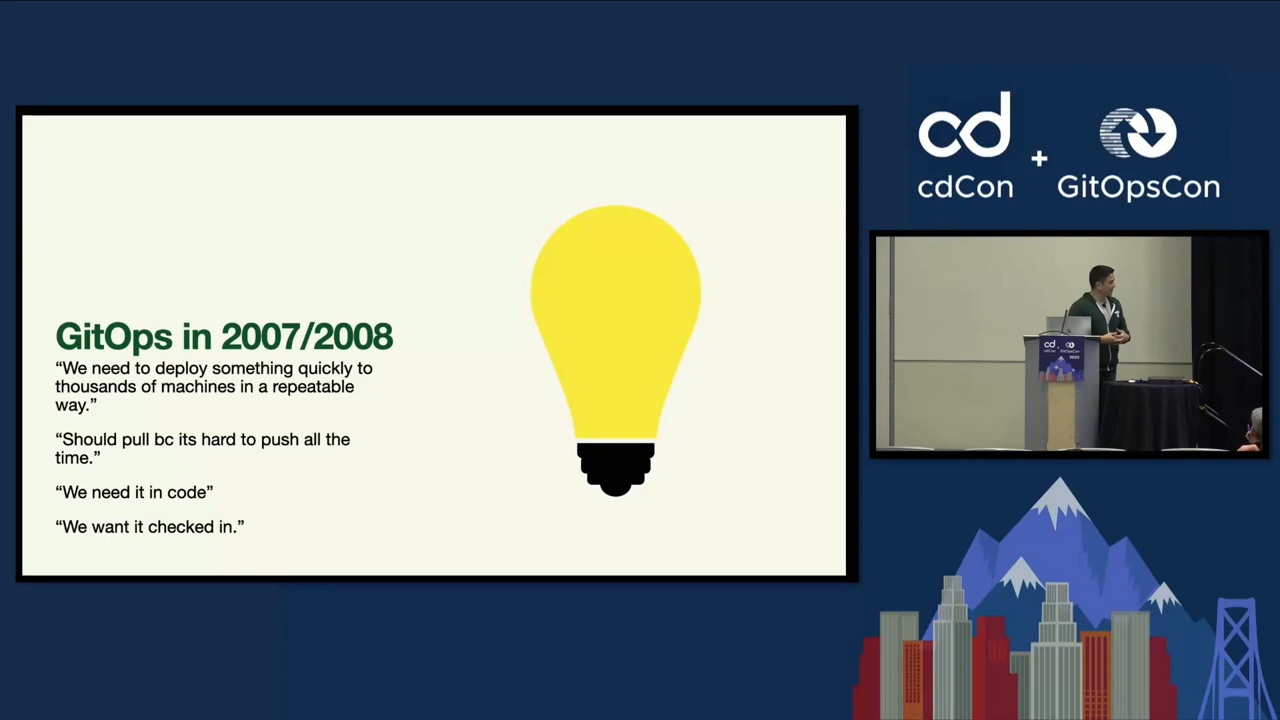 GitOps in 2007/2008
“We need to deploy something quickly to
thousands of machines in a repeatable
way.”
“Should pull bc its hard to push all the
time.”
“We need it in code”
“We want it checked in.”
cd
cdCon
+
GitOpsCon
cd